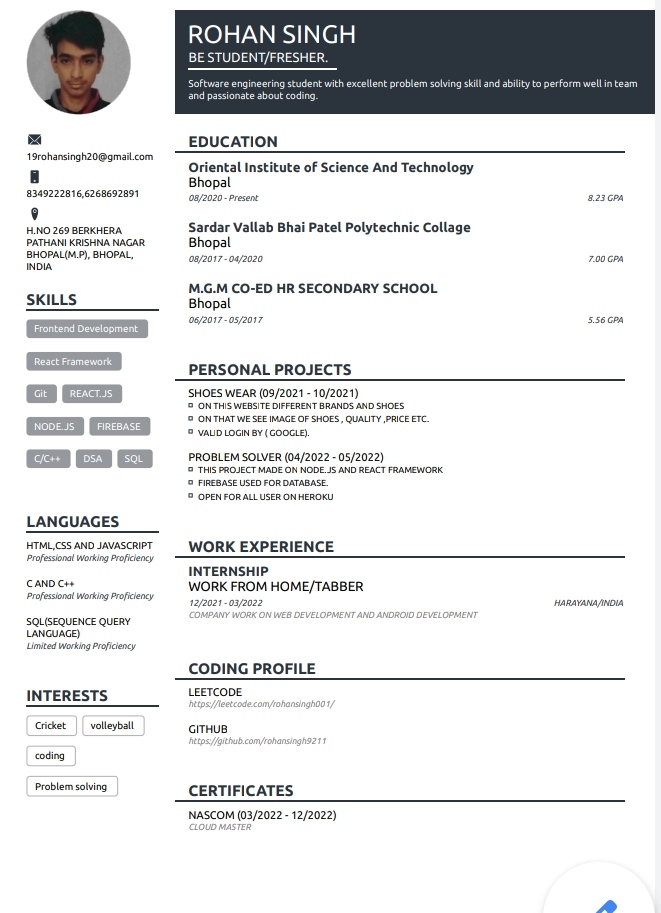 ROHAN SINGH
BE STUDENT/FRESHER.
Software engineering student with excellent problem solving skill and ability to perform well in team
and passionate about coding.
19rohansingh20@gmail.com
8349222816,6268692891
H.NO 269 BERKHERA
PATHANI KRISHNA NAGAR
BHOPAL(M.P), BHOPAL,
INDIA
SKILLS
Frontend Development
React Framework
Git REACT.JS
NODE.JS FIREBASE
C/C++ DSA SQL
LANGUAGES
HTML,CSS AND JAVASCRIPT
Professional Working Proficiency
C AND C++
Professional Working Proficiency
SQL(SEQUENCE QUERY
LANGUAGE)
Limited Working Proficiency
INTERESTS
Cricket volleyball
coding
Problem solving
EDUCATION
Oriental Institute of Science And Technology
Bhopal
08/2020 - Present 8.23 GPA
Sardar Vallab Bhai Patel Polytechnic Collage
Bhopal
08/2017 - 04/2020 7.00 GPA
M.G.M CO-ED HR SECONDARY SCHOOL
Bhopal
06/2017 - 05/2017 5.56 GPA
PERSONAL PROJECTS
SHOES WEAR (09/2021 - 10/2021)
ON THIS WEBSITE DIFFERENT BRANDS AND SHOES
ON THAT WE SEE IMAGE OF SHOES , QUALITY ,PRICE ETC.
VALID LOGIN BY ( GOOGLE).
PROBLEM SOLVER (04/2022 - 05/2022)
THIS PROJECT MADE ON NODE.JS AND REACT FRAMEWORK
FIREBASE USED FOR DATABASE.
OPEN FOR ALL USER ON HEROKU
WORK EXPERIENCE
INTERNSHIP
WORK FROM HOME/TABBER
12/2021 - 03/2022 HARAYANA/INDIA
COMPANY WORK ON WEB DEVELOPMENT AND ANDROID DEVELOPMENT
CODING PROFILE
LEETCODE
https://leetcode.com/rohansingh001/
GITHUB
https://github.com/rohansingh9211
CERTIFICATES
NASCOM (03/2022 - 12/2022)
CLOUD MASTER